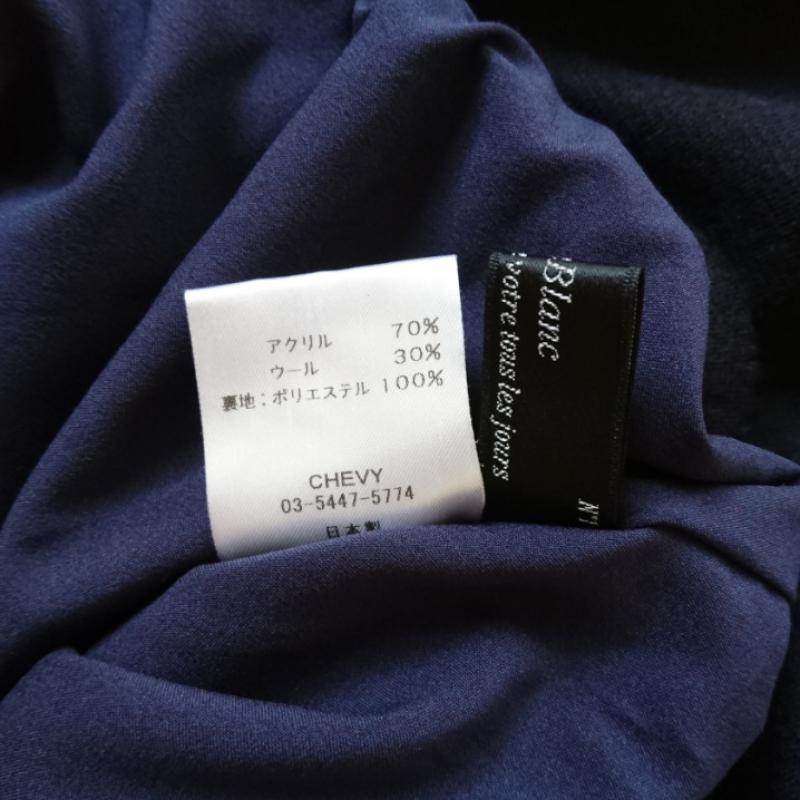 アクリル 70%
ウール 30%
裏地:ポリエステル 100%
CHEVY
03-5447-5774
日本製
Blanc
votre tous les jours